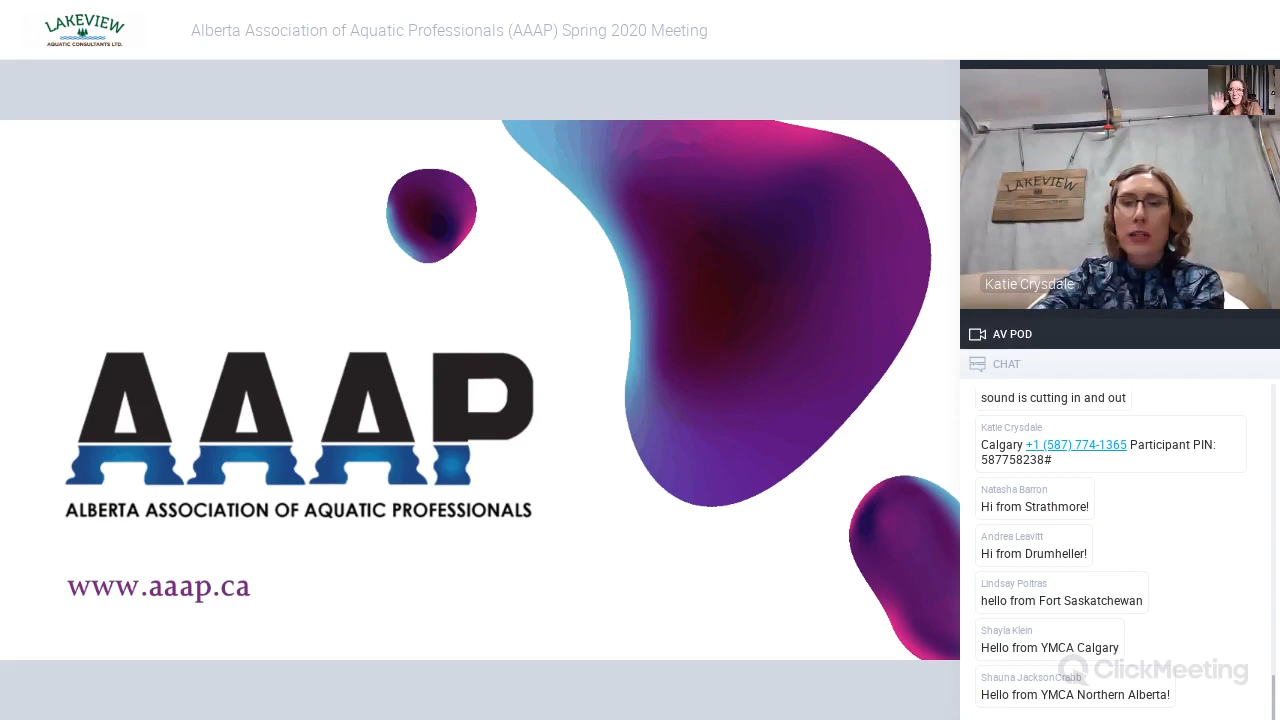 LAKEVIEW
AQUATIC CONSULTANTS LTD.
Alberta Association of Aquatic Professionals (AAAP) Spring 2020 Meeting
AAAP
ALBERTA ASSOCIATION OF AQUATIC PROFESSIONALS
www.aaap.ca
LAKEVIEW
Katie Crysdale
AV POD
CHAT
sound is cutting in and out
Katie Crysdale
Calgary +1 (587) 774-1365 Participant PIN:
587758238#
Natasha Barron
Hi from Strathmore!
Andrea Leavitt
Hi from Drumheller!
Lindsay Poitras
hello from Fort Saskatchewan
Shayla Klein
Hello from YMCA Calgary
ClickMeeting
Shauna JacksonCrabb
Hello from YMCA Northern Alberta!